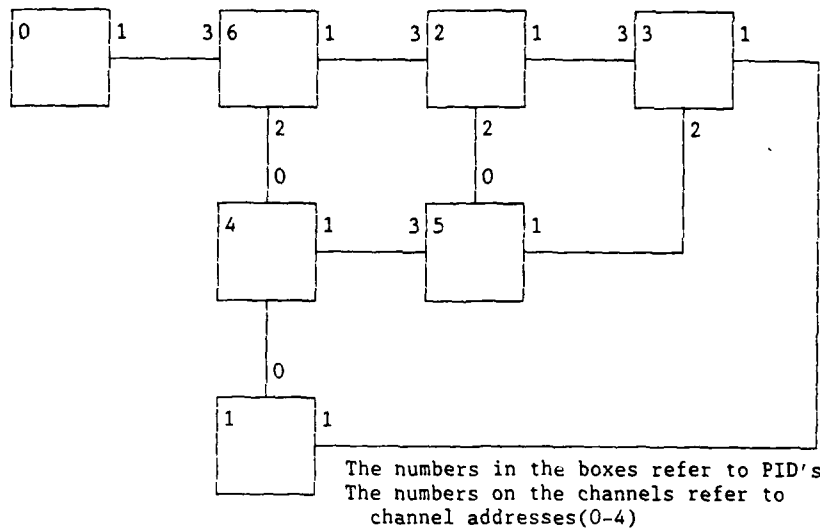 0 1 3 6 1 3 2 1 3 3 1
2 2 2
0 0
4 1 3 5 1
0
1 1
The numbers in the boxes refer to PID's
The numbers on the channels refer to
channel addresses(0-4)